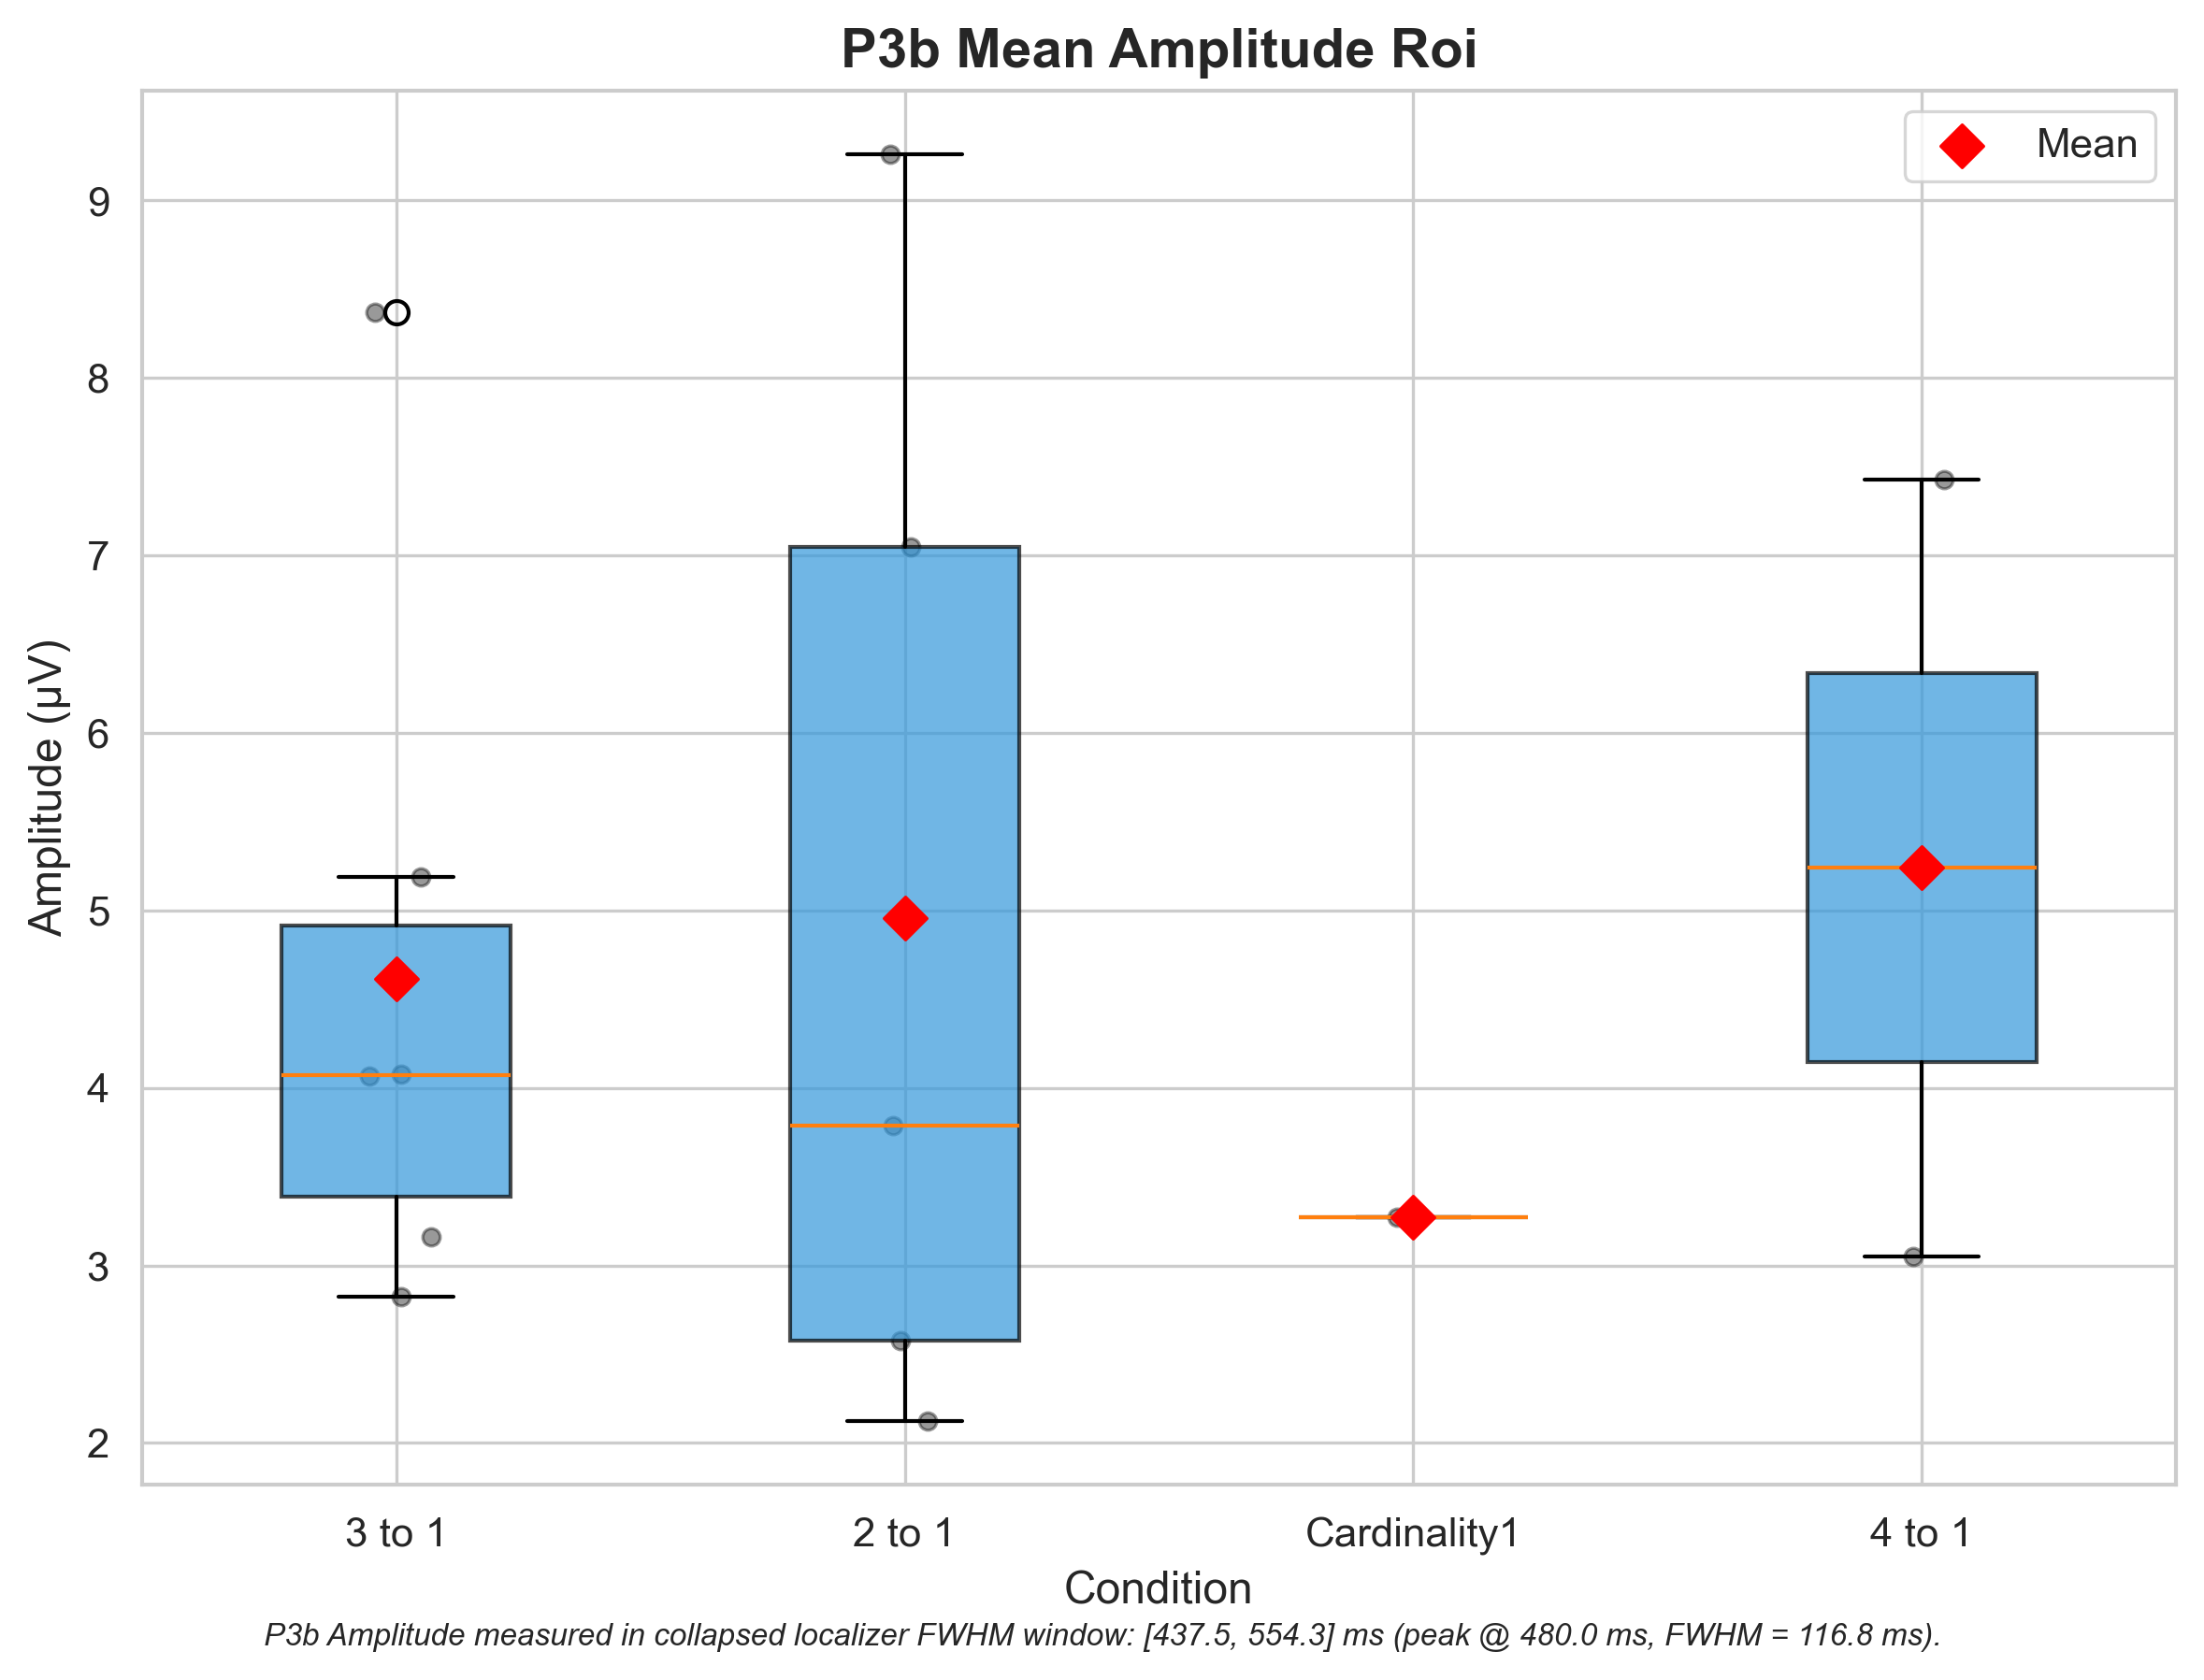 P3b Mean Amplitude Roi
Mean
Amplitude (µV)
9
8
7
6
5
4
3
2
3 to 1
2 to 1
Cardinality1
4 to 1
Condition
P3b Amplitude measured in collapsed localizer FWHM window: [437.5, 554.3] ms (peak @ 480.0 ms, FWHM = 116.8 ms).